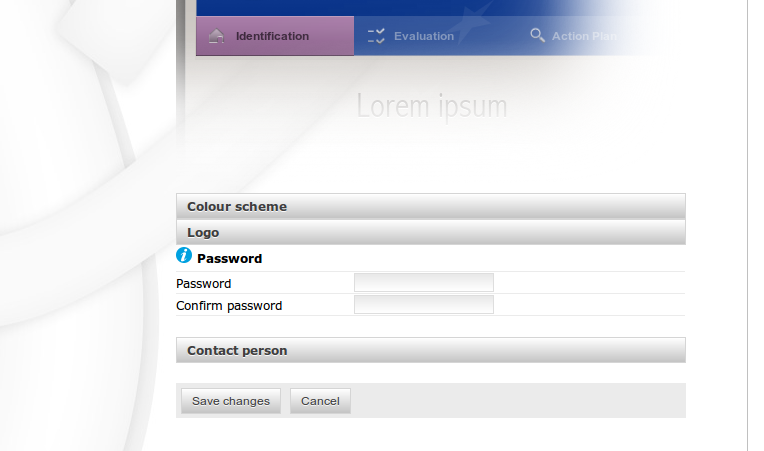 Identification Evaluation Action Plan
Lorem ipsum
Colour scheme
Logo
Password
Password
Confirm password
Contact person
Save changes Cancel